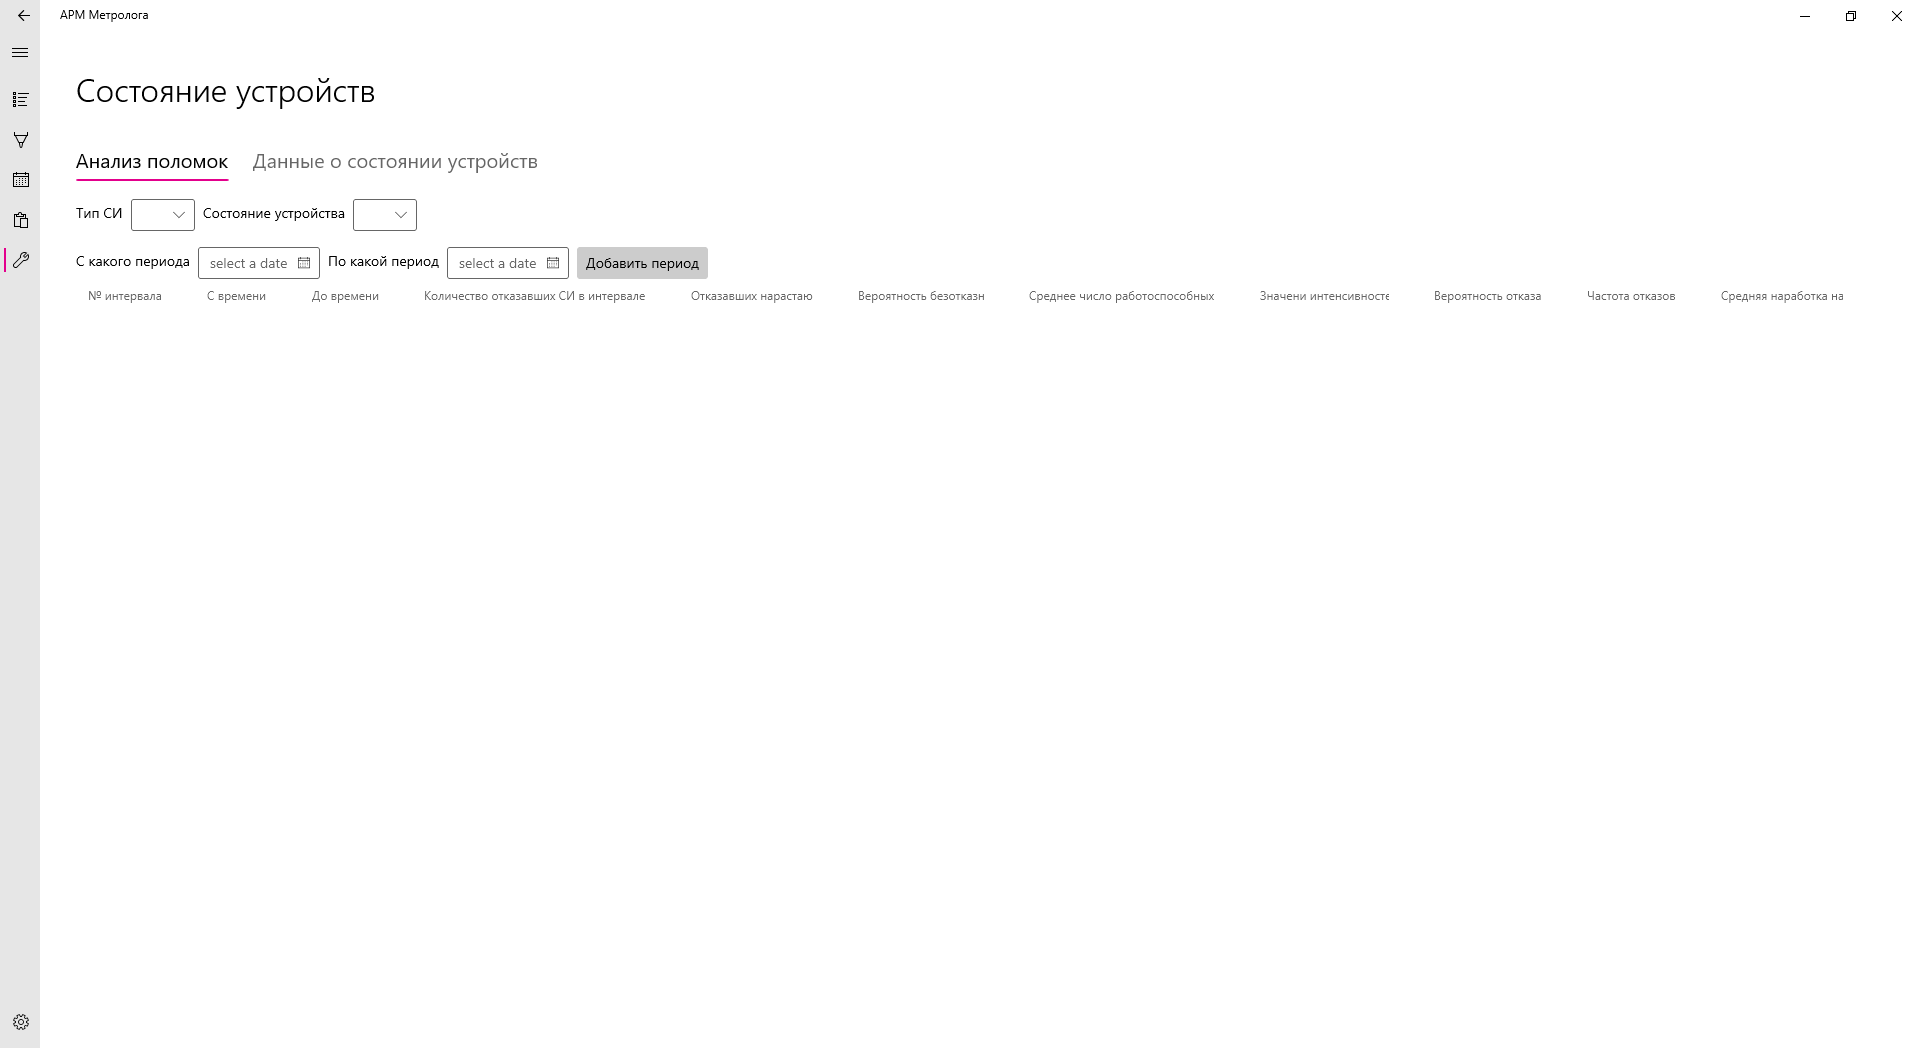 АРМ Метролога
Состояние устройств
Анализ поломок Данные о состоянии устройств
Тип СИ Состояние устройства
С какого периода select a date По какой период select a date Добавить период
№ интервала С времени До времени Количество отказавших СИ в интервале Отказавших нарастаю Вероятность безотказн Среднее число работоспособных Значени интенсивносте Вероятность отказа Частота отказов Средняя наработка на